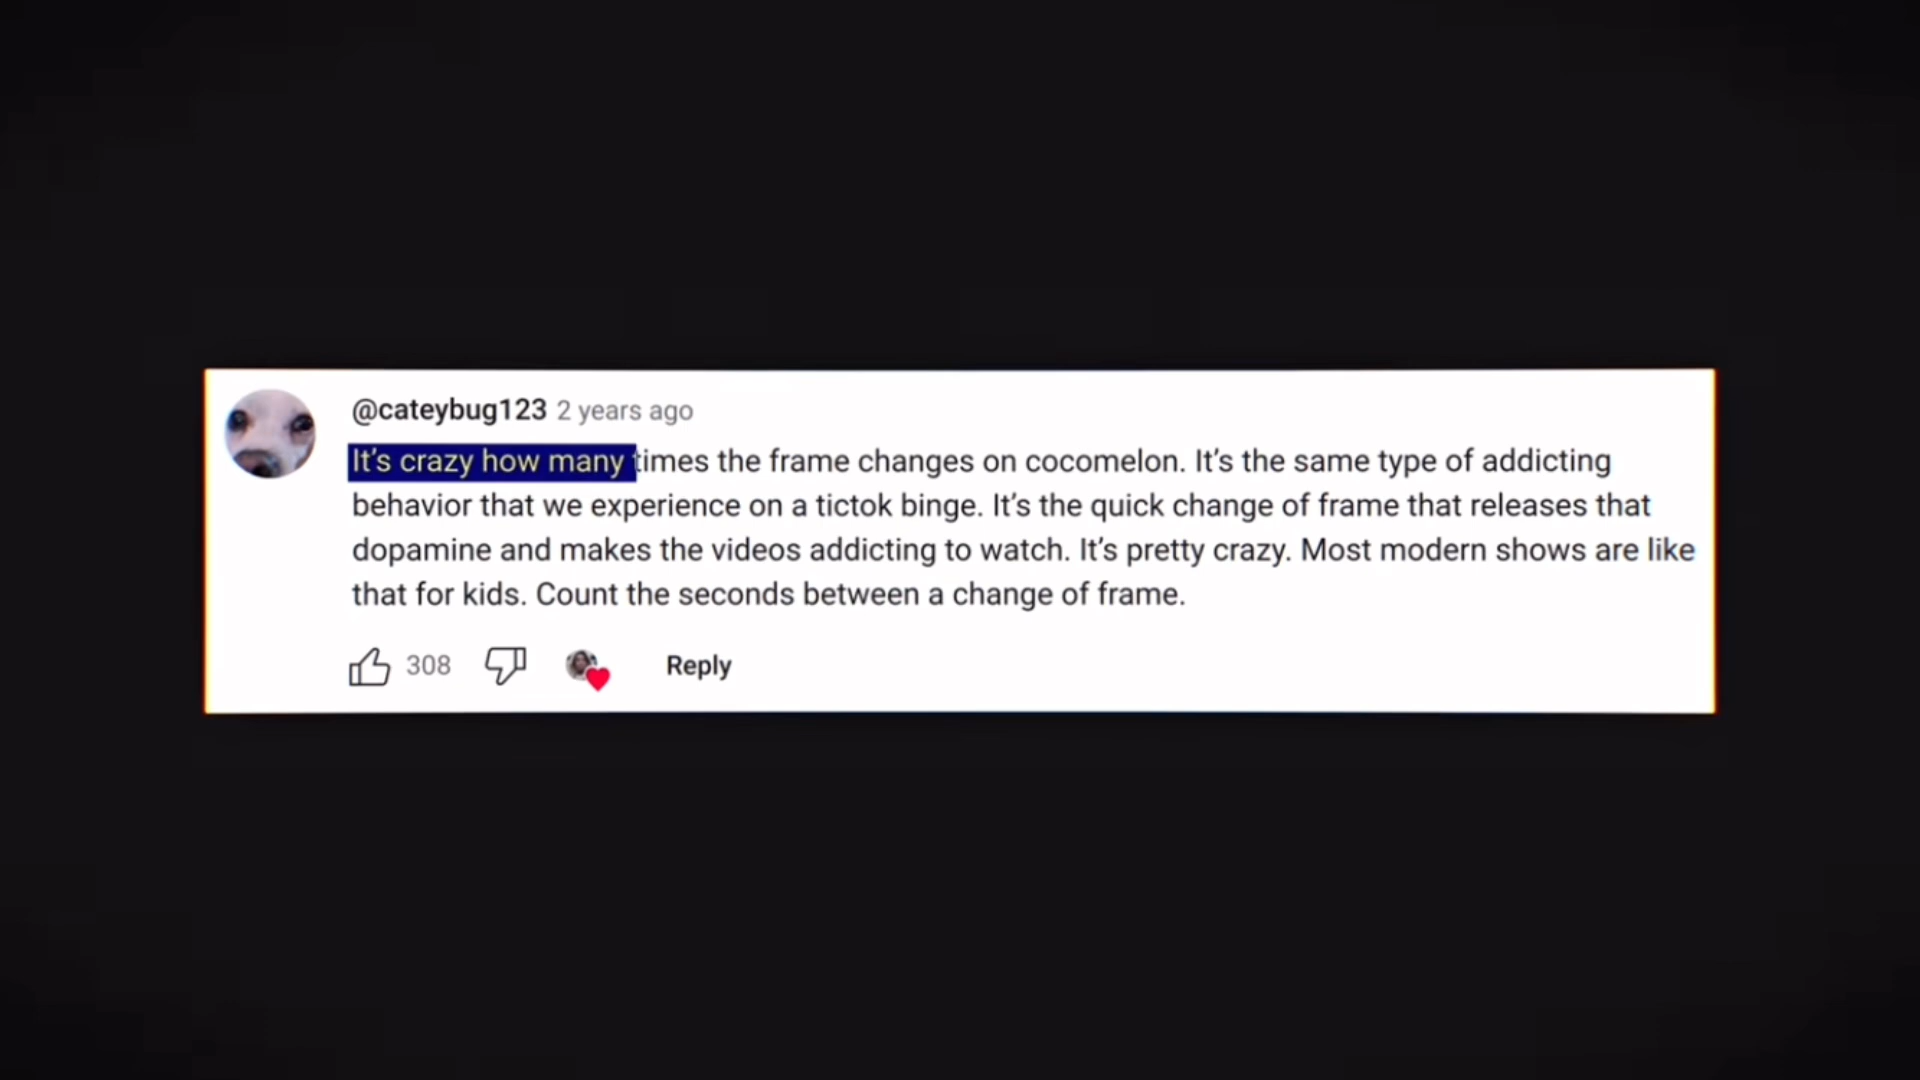 @cateybug123 2 years ago
It's crazy how many times the frame changes on cocomelon. It's the same type of addicting
behavior that we experience on a tictok binge. It's the quick change of frame that releases that
dopamine and makes the videos addicting to watch. It's pretty crazy. Most modern shows are like
that for kids. Count the seconds between a change of frame.
308 Reply